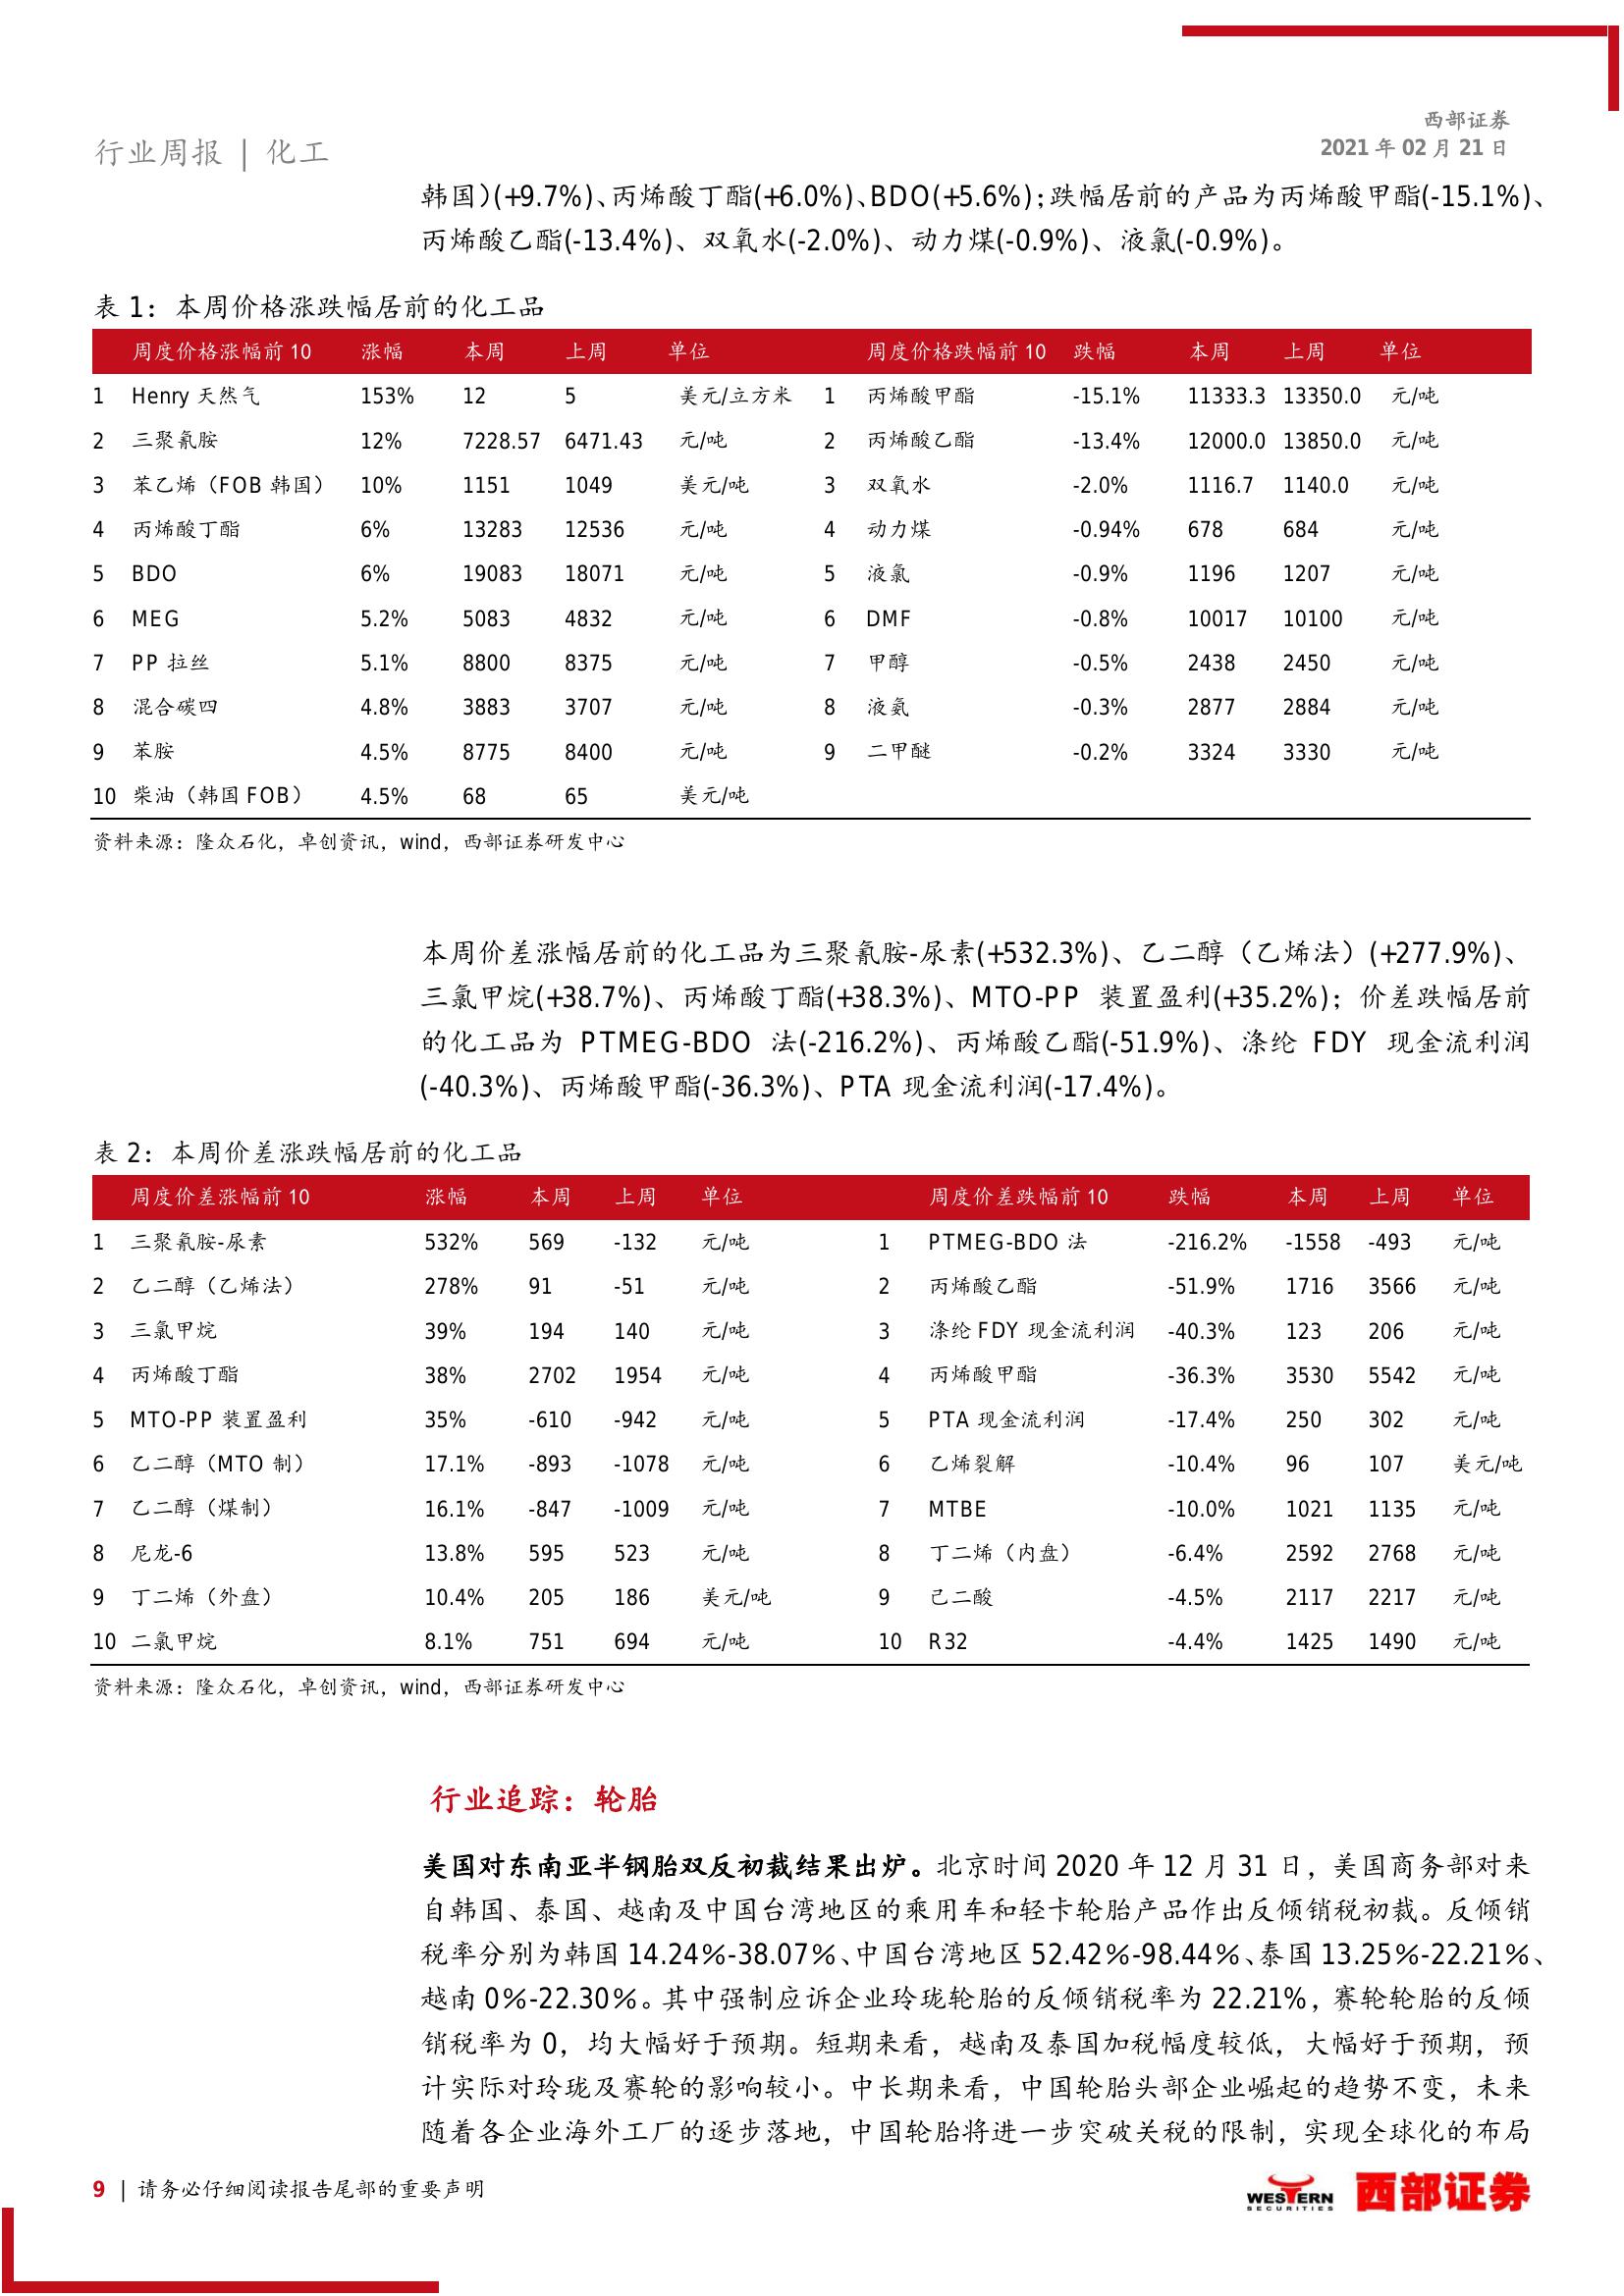 西部证券
2021 年 02 月 21 日
行业周报 | 化工
韩国)(+9.7%)、丙烯酸丁酯(+6.0%)、BDO(+5.6%);跌幅居前的产品为丙烯酸甲酯(-15.1%)、
丙烯酸乙酯(-13.4%)、双氧水(-2.0%)、动力煤(-0.9%)、液氯(-0.9%)。
表 1：本周价格涨跌幅居前的化工品
周度价格涨幅前 10 涨幅 本周 上周 单位 周度价格跌幅前 10 跌幅 本周 上周 单位
1 Henry 天然气 153% 12 5 美元/立方米 1 丙烯酸甲酯 -15.1% 11333.3 13350.0 元/吨
2 三聚氰胺 12% 7228.57 6471.43 元/吨 2 丙烯酸乙酯 -13.4% 12000.0 13850.0 元/吨
3 苯乙烯（FOB 韩国） 10% 1151 1049 美元/吨 3 双氧水 -2.0% 1116.7 1140.0 元/吨
4 丙烯酸丁酯 6% 13283 12536 元/吨 4 动力煤 -0.94% 678 684 元/吨
5 BDO 6% 19083 18071 元/吨 5 液氯 -0.9% 1196 1207 元/吨
6 MEG 5.2% 5083 4832 元/吨 6 DMF -0.8% 10017 10100 元/吨
7 PP 拉丝 5.1% 8800 8375 元/吨 7 甲醇 -0.5% 2438 2450 元/吨
8 混合碳四 4.8% 3883 3707 元/吨 8 液氨 -0.3% 2877 2884 元/吨
9 苯胺 4.5% 8775 8400 元/吨 9 二甲醚 -0.2% 3324 3330 元/吨
10 柴油（韩国 FOB） 4.5% 68 65 美元/吨
资料来源：隆众石化，卓创资讯，wind，西部证券研发中心
本周价差涨幅居前的化工品为三聚氰胺-尿素(+532.3%)、乙二醇（乙烯法）(+277.9%)、
三氯甲烷(+38.7%)、丙烯酸丁酯(+38.3%)、MTO-PP 装置盈利(+35.2%)；价差跌幅居前
的化工品为 PTMEG-BDO 法(-216.2%)、丙烯酸乙酯(-51.9%)、涤纶 FDY 现金流利润
(-40.3%)、丙烯酸甲酯(-36.3%)、PTA 现金流利润(-17.4%)。
表 2：本周价差涨跌幅居前的化工品
周度价差涨幅前 10 涨幅 本周 上周 单位 周度价差跌幅前 10 跌幅 本周 上周 单位
1 三聚氰胺-尿素 532% 569 -132 元/吨 1 PTMEG-BDO 法 -216.2% -1558 -493 元/吨
2 乙二醇（乙烯法） 278% 91 -51 元/吨 2 丙烯酸乙酯 -51.9% 1716 3566 元/吨
3 三氯甲烷 39% 194 140 元/吨 3 涤纶 FDY 现金流利润 -40.3% 123 206 元/吨
4 丙烯酸丁酯 38% 2702 1954 元/吨 4 丙烯酸甲酯 -36.3% 3530 5542 元/吨
5 MTO-PP 装置盈利 35% -610 -942 元/吨 5 PTA 现金流利润 -17.4% 250 302 元/吨
6 乙二醇（MTO 制） 17.1% -893 -1078 元/吨 6 乙烯裂解 -10.4% 96 107 美元/吨
7 乙二醇（煤制） 16.1% -847 -1009 元/吨 7 MTBE -10.0% 1021 1135 元/吨
8 尼龙-6 13.8% 595 523 元/吨 8 丁二烯（内盘） -6.4% 2592 2768 元/吨
9 丁二烯（外盘） 10.4% 205 186 美元/吨 9 己二酸 -4.5% 2117 2217 元/吨
10 二氯甲烷 8.1% 751 694 元/吨 10 R32 -4.4% 1425 1490 元/吨
资料来源：隆众石化，卓创资讯，wind，西部证券研发中心
行业追踪：轮胎
美国对东南亚半钢胎双反初裁结果出炉。北京时间 2020 年 12 月 31 日，美国商务部对来
自韩国、泰国、越南及中国台湾地区的乘用车和轻卡轮胎产品作出反倾销税初裁。反倾销
税率分别为韩国 14.24%-38.07%、中国台湾地区 52.42%-98.44%、泰国 13.25%-22.21%、
越南 0%-22.30%。其中强制应诉企业玲珑轮胎的反倾销税率为 22.21%，赛轮轮胎的反倾
销税率为 0，均大幅好于预期。短期来看，越南及泰国加税幅度较低，大幅好于预期，预
计实际对玲珑及赛轮的影响较小。中长期来看，中国轮胎头部企业崛起的趋势不变，未来
随着各企业海外工厂的逐步落地，中国轮胎将进一步突破关税的限制，实现全球化的布局
9 | 请务必仔细阅读报告尾部的重要声明
WESTERN
SECURITIES
西部证券